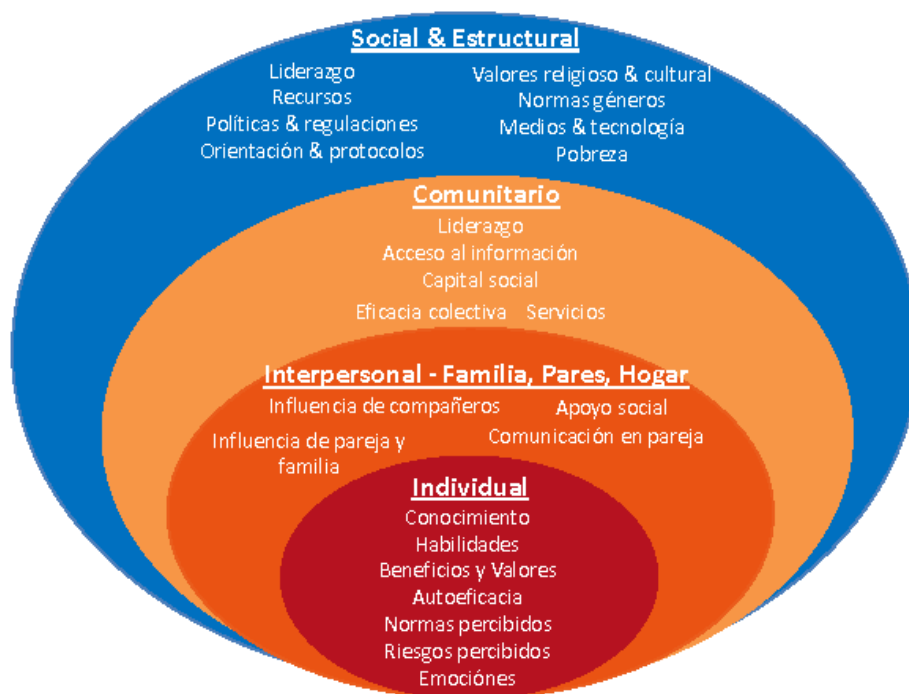 Social & Estructural
Liderazgo
Recursos
Políticas & regulaciones
Orientación & protocolos
Valores religioso & cultural
Normas géneros
Medios & tecnología
Pobreza
Comunitario
Liderazgo
Acceso al información
Capital social
Eficacia colectiva Servicios
Interpersonal - Familia, Pares, Hogar
Influencia de compañeros
Apoyo social
Influencia de pareja y
familia
Comunicación en pareja
Individual
Conocimiento
Habilidades
Beneficios y Valores
Autoeficacia
Normas percibidos
Riesgos percibidos
Emociónes